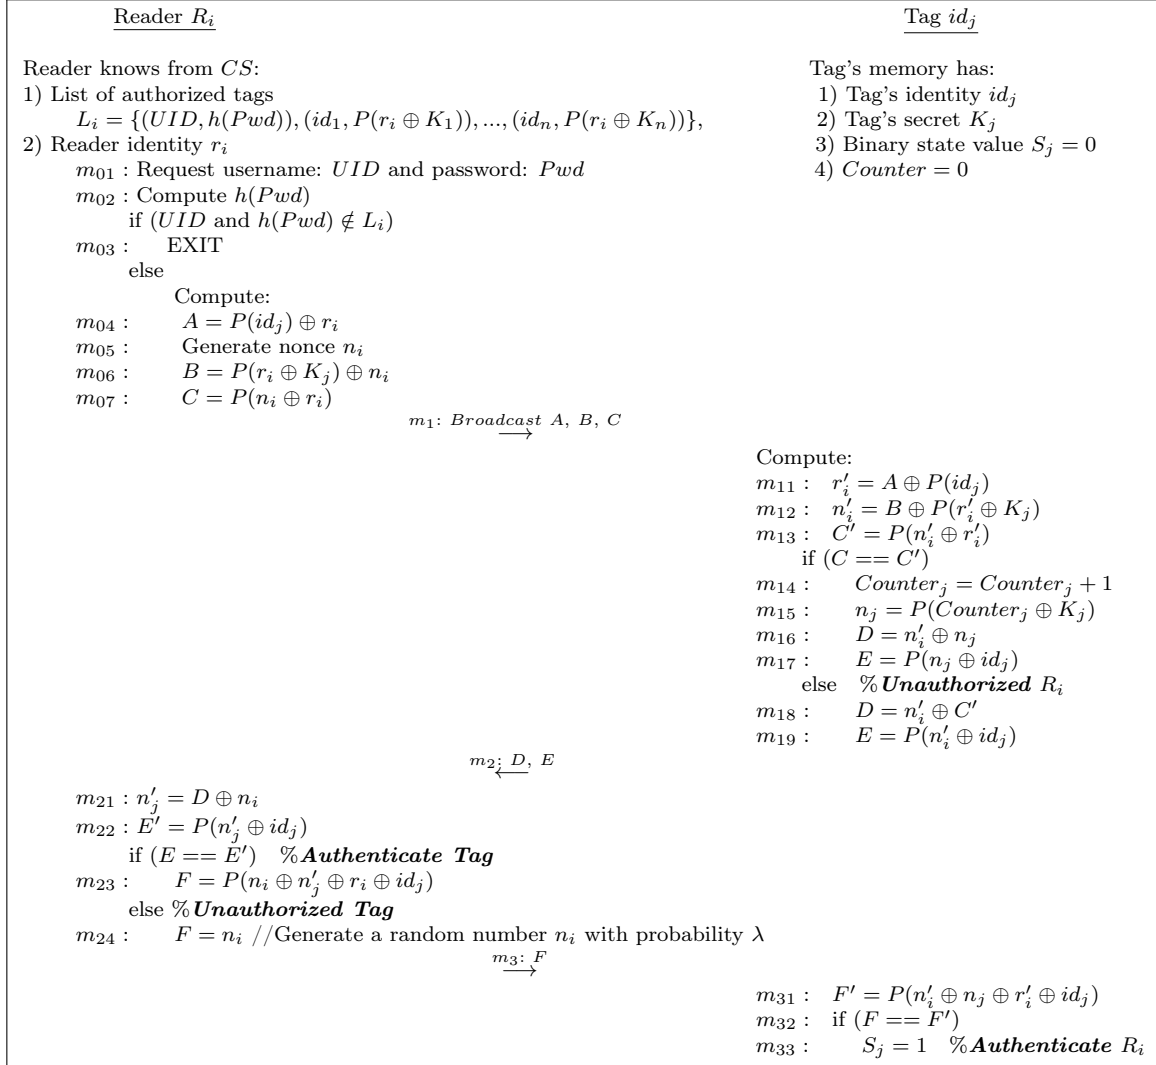 Reader R_i
Tag id_j
Reader knows from CS:
Tag's memory has:
1) List of authorized tags
1) Tag's identity id_j
L_i = {(UID, h(Pwd)), (id_1, P(r_i ⊕ K_1)), ..., (id_n, P(r_i ⊕ K_n))},
2) Tag's secret K_j
2) Reader identity r_i
3) Binary state value S_j = 0
m_01 : Request username: UID and password: Pwd
4) Counter = 0
m_02 : Compute h(Pwd)
if (UID and h(Pwd) ∉ L_i)
m_03 : EXIT
else
Compute:
m_04 : A = P(id_j) ⊕ r_i
m_05 : Generate nonce n_i
m_06 : B = P(r_i ⊕ K_j) ⊕ n_i
m_07 : C = P(n_i ⊕ r_i)
m_1: Broadcast A, B, C
⟶
Compute:
m_11 : r'_i = A ⊕ P(id_j)
m_12 : n'_i = B ⊕ P(r'_i ⊕ K_j)
m_13 : C' = P(n'_i ⊕ r'_i)
if (C == C')
m_14 : Counter_j = Counter_j + 1
m_15 : n_j = P(Counter_j ⊕ K_j)
m_16 : D = n'_i ⊕ n_j
m_17 : E = P(n_j ⊕ id_j)
else %Unauthorized R_i
m_18 : D = n'_i ⊕ C'
m_19 : E = P(n'_i ⊕ id_j)
m_2: D, E
⟵
m_21 : n'_j = D ⊕ n_i
m_22 : E' = P(n'_j ⊕ id_j)
if (E == E') %Authenticate Tag
m_23 : F = P(n_i ⊕ n'_j ⊕ r_i ⊕ id_j)
else %Unauthorized Tag
m_24 : F = n_i //Generate a random number n_i with probability λ
m_3: F
⟶
m_31 : F' = P(n'_i ⊕ n_j ⊕ r'_i ⊕ id_j)
m_32 : if (F == F')
m_33 : S_j = 1 %Authenticate R_i